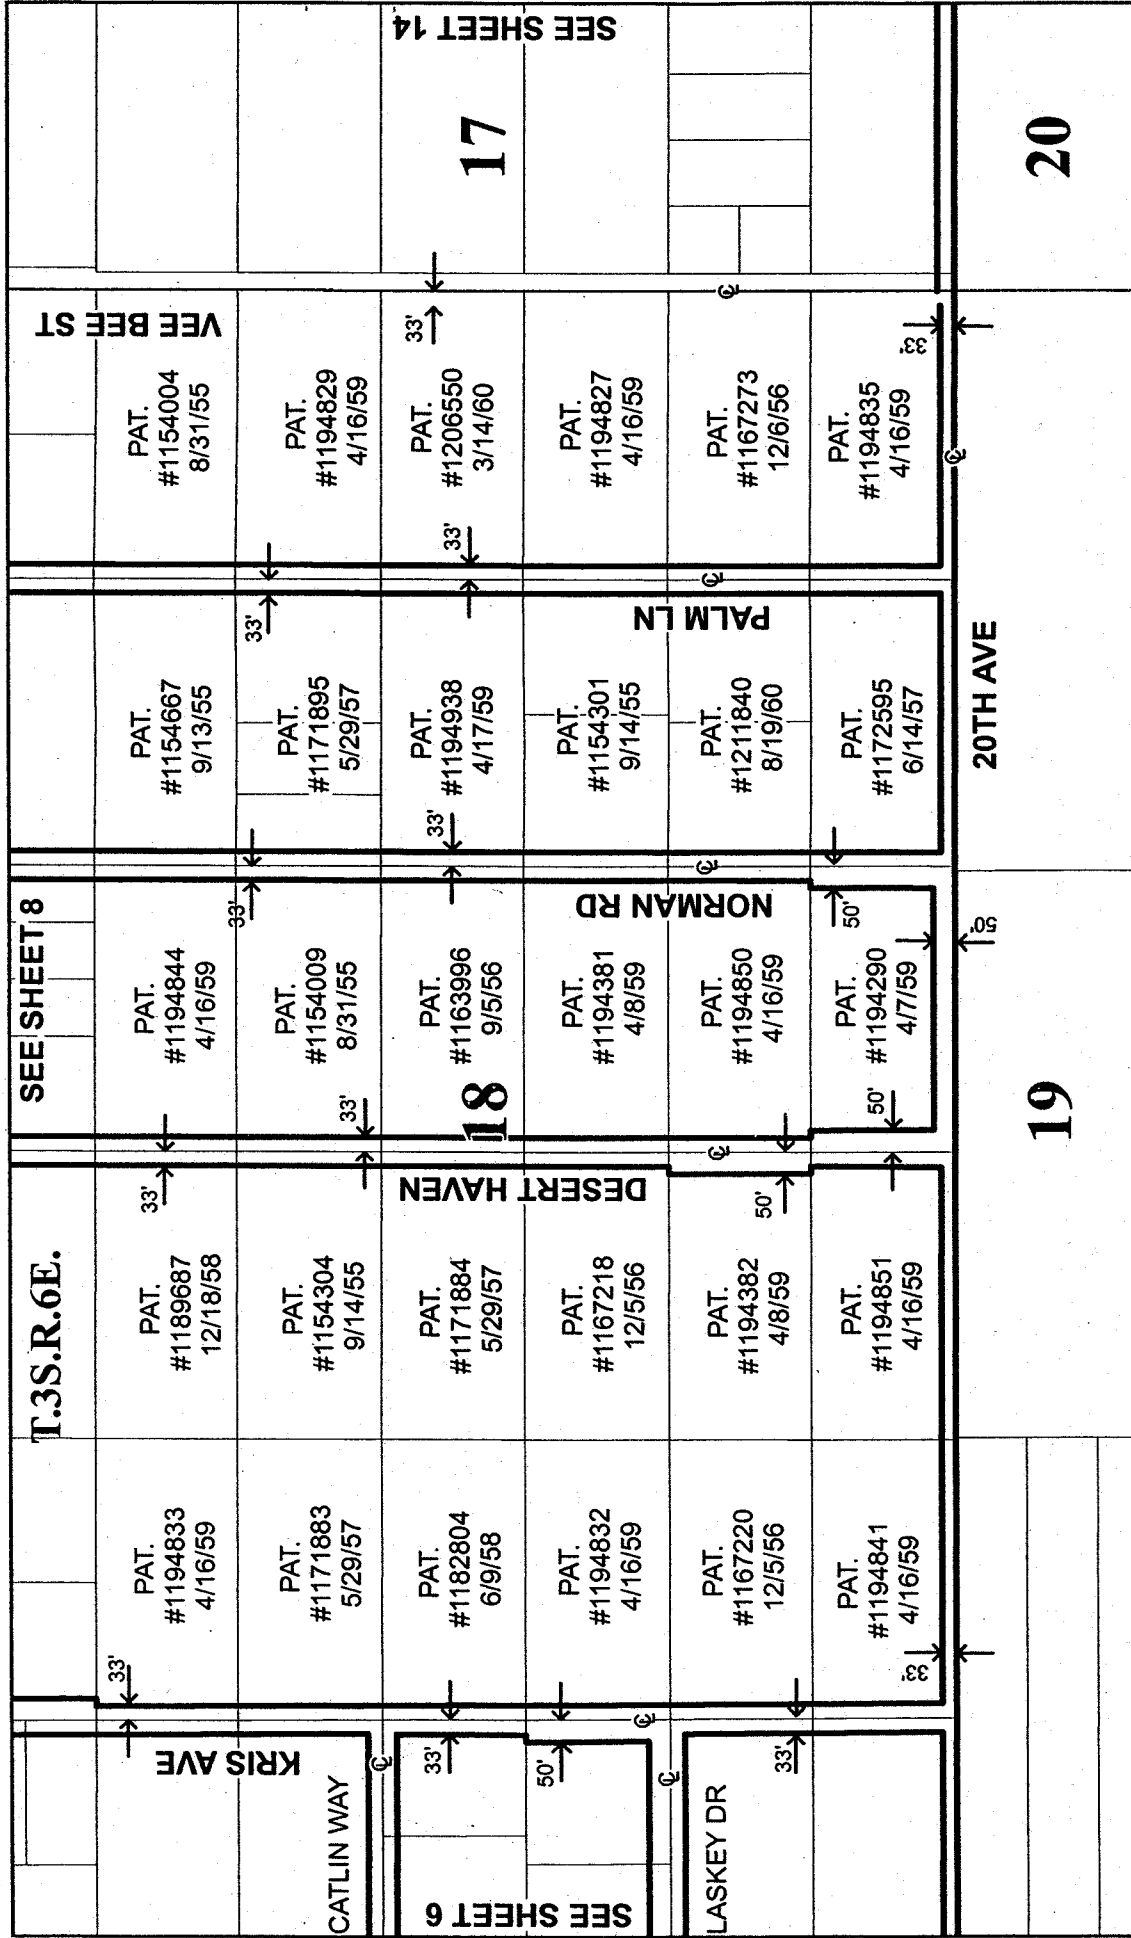 T.3S.R.6E.
SEE SHEET 8
KRIS AVE
33'
PAT.
#1194833
4/16/59
PAT.
#1189687
12/18/58
33'
PAT.
#1194844
4/16/59
PAT.
#1154667
9/13/55
PAT.
#1154004
8/31/55
VEE BEE ST
CATLIN WAY
PAT.
#1171883
5/29/57
PAT.
#1154304
9/14/55
33'
PAT.
#1154009
8/31/55
33'
PAT.
#1171895
5/29/57
33'
PAT.
#1194829
4/16/59
SEE SHEET 6
33'
PAT.
#1182804
6/9/58
PAT.
#1171884
5/29/57
DESERT HAVEN
18
PAT.
#1163996
9/5/56
33'
PAT.
#1194938
4/17/59
33'
PAT.
#1206550
3/14/60
33'
17
SEE SHEET 14
50'
PAT.
#1194832
4/16/59
PAT.
#1167218
12/5/56
PAT.
#1194381
4/8/59
NORMAN RD
PAT.
#1154301
9/14/55
PALM LN
PAT.
#1194827
4/16/59
LASKEY DR
33'
PAT.
#1167220
12/5/56
PAT.
#1194382
4/8/59
50'
PAT.
#1194850
4/16/59
PAT.
#1211840
8/19/60
PAT.
#1167273
12/6/56
33'
PAT.
#1194841
4/16/59
PAT.
#1194851
4/16/59
50'
PAT.
#1194290
4/7/59
50'
50'
PAT.
#1172595
6/14/57
PAT.
#1194835
4/16/59
33'
20TH AVE
19
20